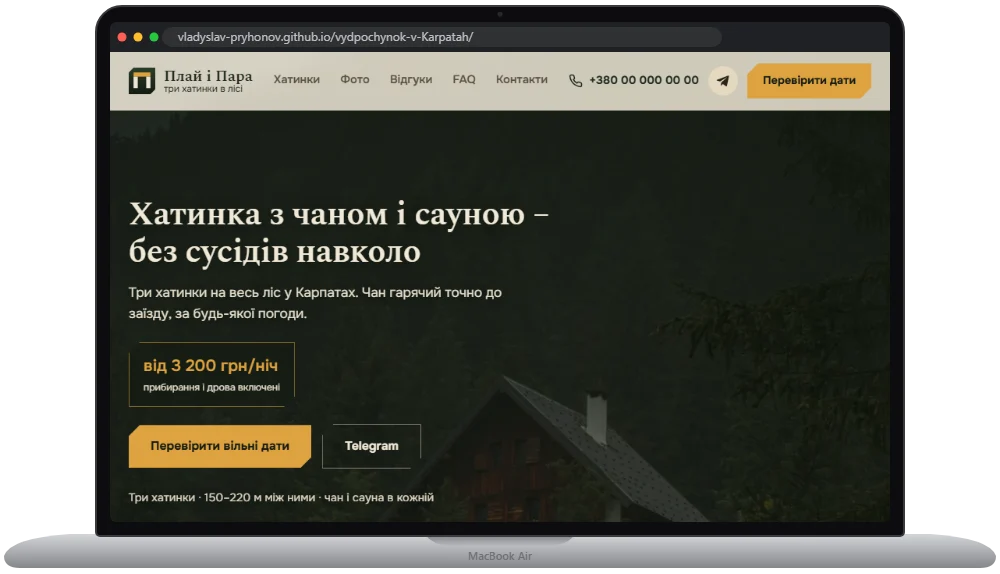 vladyslav-pryhonov.github.io/vydpochynok-v-Karpatah/
Плай і Пара
три хатинки в лісі
Хатинки Фото Відгуки FAQ Контакти
+380 00 000 00 00
Перевірити дати
Хатинка з чаном і сауною –
без сусідів навколо
Три хатинки на весь ліс у Карпатах. Чан гарячий точно до
заїзду, за будь-якої погоди.
від 3 200 грн/ніч
прибирання і дрова включені
Перевірити вільні дати
Telegram
Три хатинки · 150–220 м між ними · чан і сауна в кожній
MacBook Air